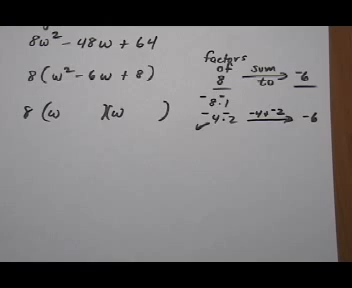 8w² - 48w + 64
8(w² - 6w + 8)
8 (w )(w )
factors
of
8 sum to -6
-8·-1
-4·-2 -4+-2 -6